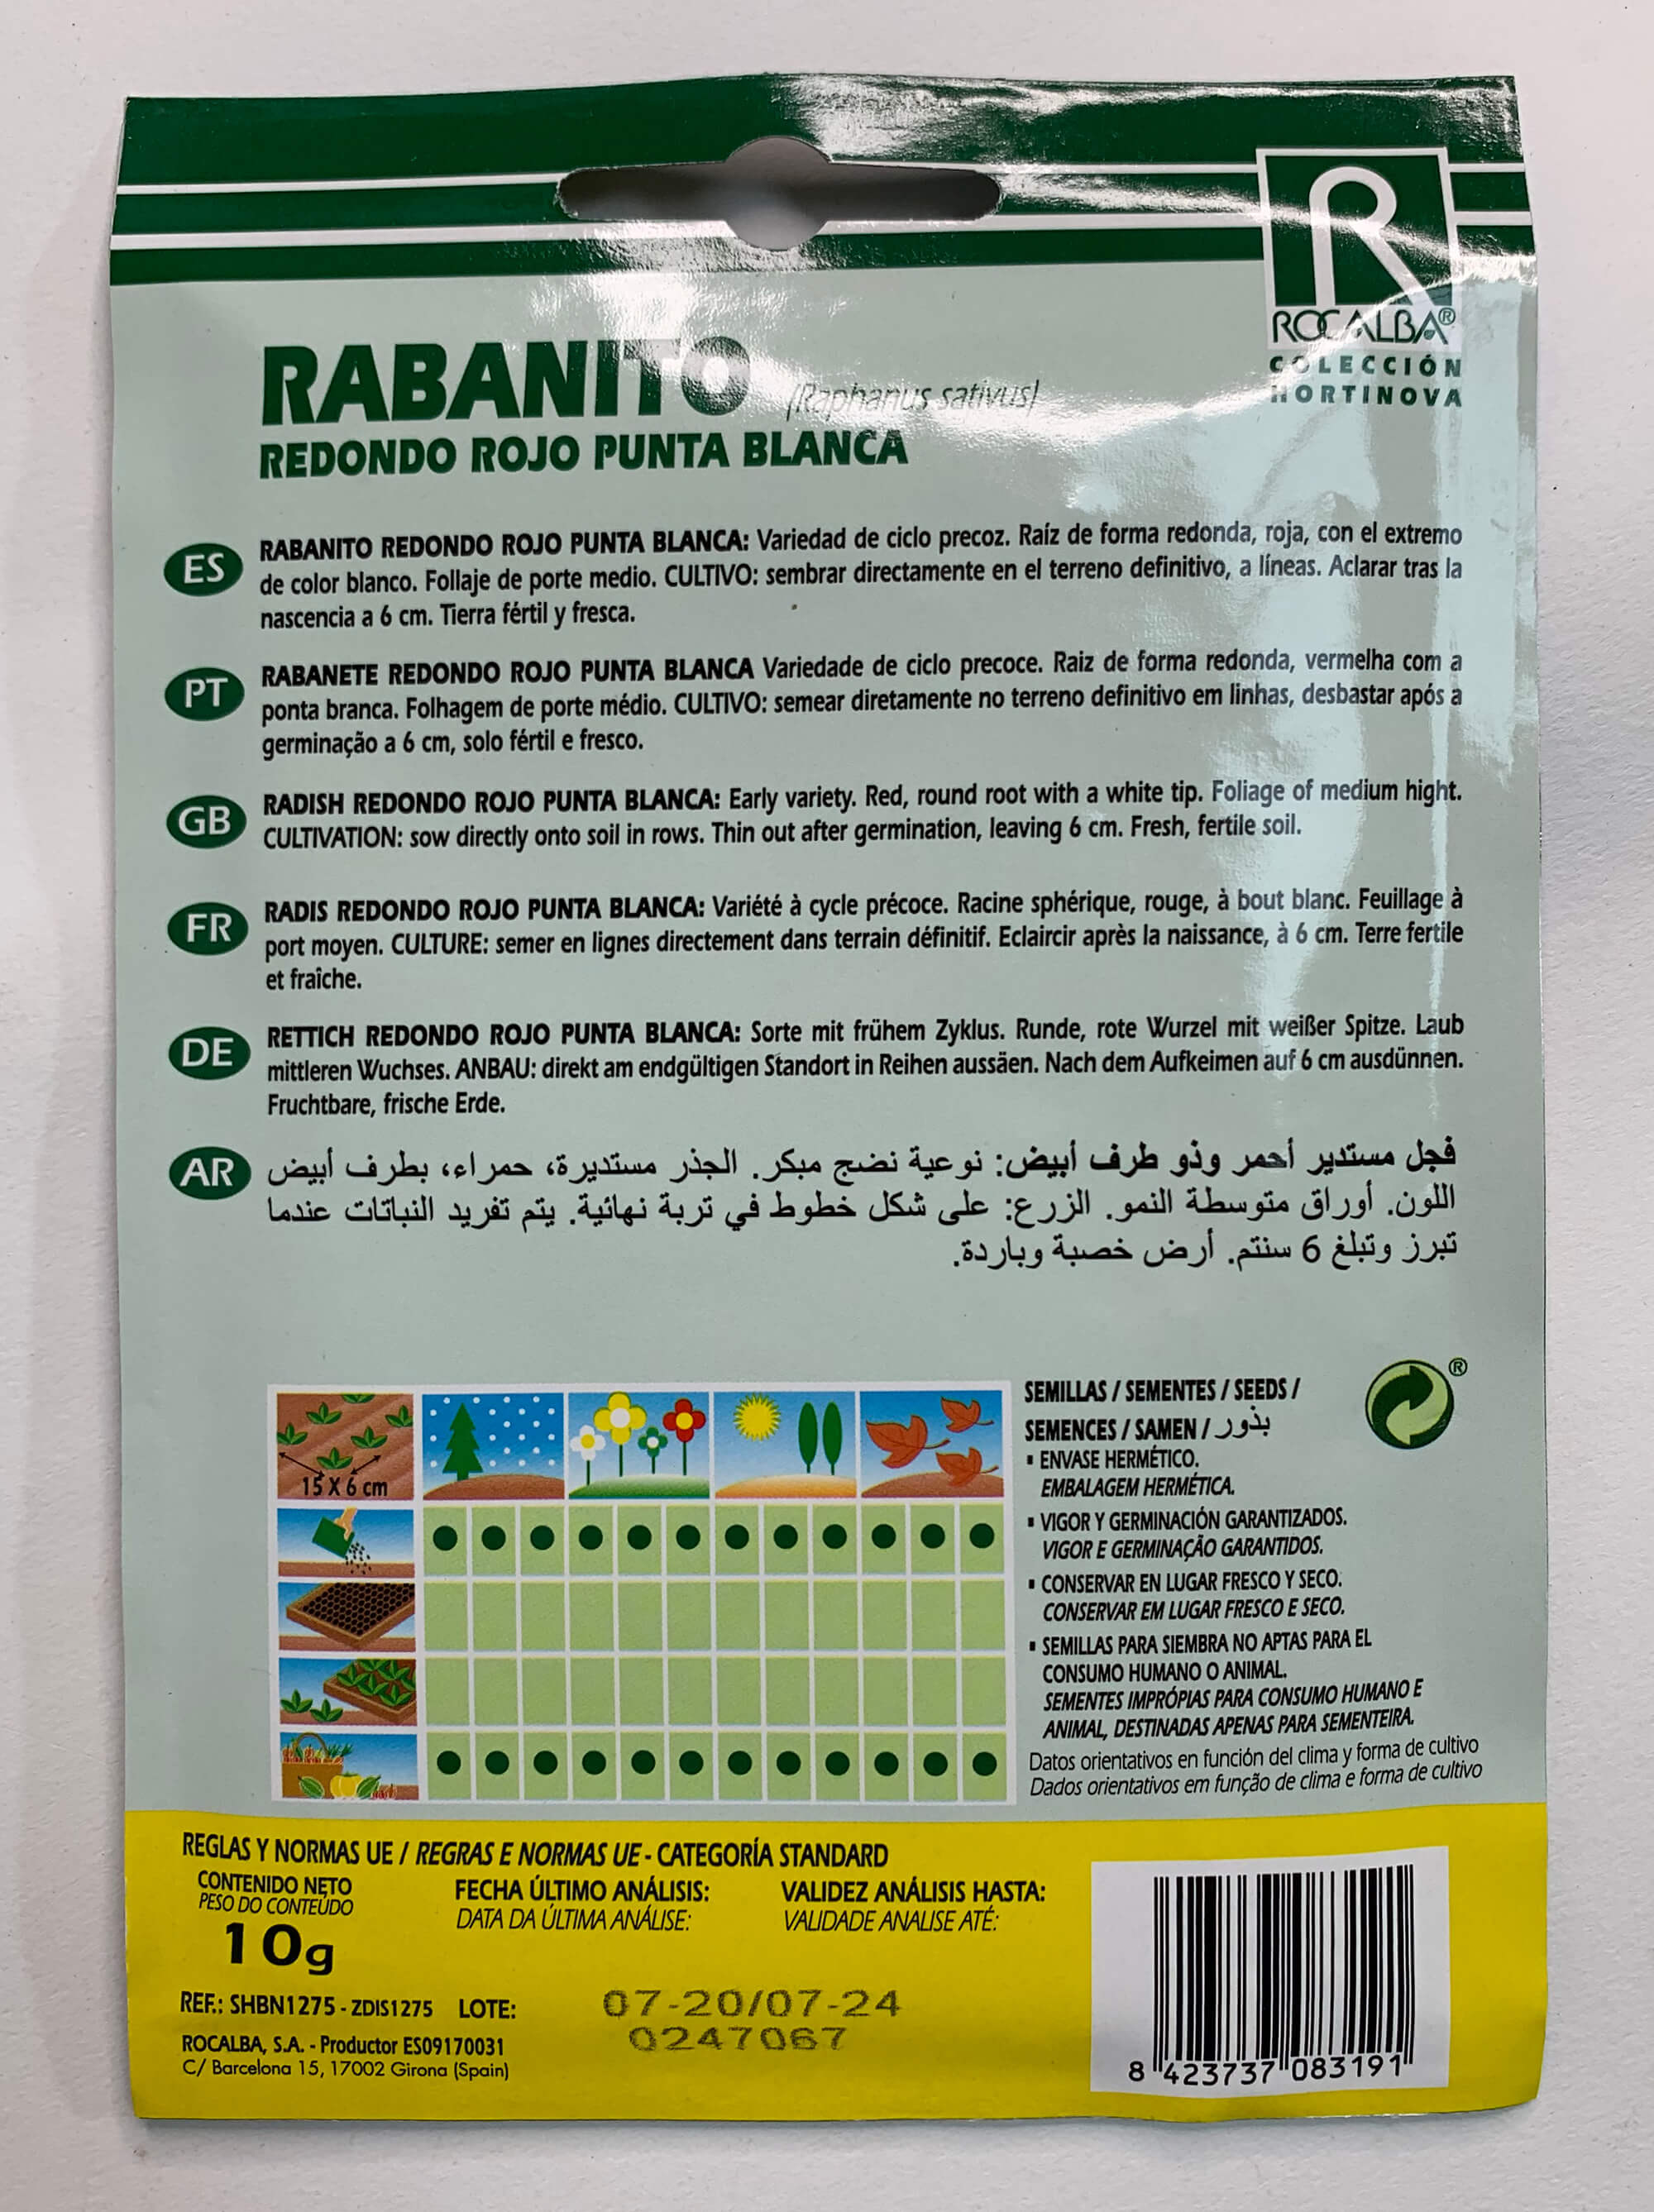 R
ROCALBA®
COLECCIÓN
HORTINOVA
RABANITO (Raphanus sativus)
REDONDO ROJO PUNTA BLANCA
ES
RABANITO REDONDO ROJO PUNTA BLANCA: Variedad de ciclo precoz. Raíz de forma redonda, roja, con el extremo
de color blanco. Follaje de porte medio. CULTIVO: sembrar directamente en el terreno definitivo, a líneas. Aclarar tras la
nascencia a 6 cm. Tierra fértil y fresca.
PT
RABANETE REDONDO ROJO PUNTA BLANCA Variedade de ciclo precoce. Raiz de forma redonda, vermelha com a
ponta branca. Folhagem de porte médio. CULTIVO: semear diretamente no terreno definitivo em linhas, desbastar após a
germinação a 6 cm, solo fértil e fresco.
GB
RADISH REDONDO ROJO PUNTA BLANCA: Early variety. Red, round root with a white tip. Foliage of medium hight.
CULTIVATION: sow directly onto soil in rows. Thin out after germination, leaving 6 cm. Fresh, fertile soil.
FR
RADIS REDONDO ROJO PUNTA BLANCA: Variété à cycle précoce. Racine sphérique, rouge, à bout blanc. Feuillage à
port moyen. CULTURE: semer en lignes directement dans terrain définitif. Eclaircir après la naissance, à 6 cm. Terre fertile
et fraîche.
DE
RETTICH REDONDO ROJO PUNTA BLANCA: Sorte mit frühem Zyklus. Runde, rote Wurzel mit weißer Spitze. Laub
mittleren Wuchses. ANBAU: direkt am endgültigen Standort in Reihen aussäen. Nach dem Aufkeimen auf 6 cm ausdünnen.
Fruchtbare, frische Erde.
AR
فجل مستدير أحمر وذو طرف أبيض: نوعية نضج مبكر. الجذر مستديرة، حمراء، بطرف أبيض
اللون. أوراق متوسطة النمو. الزرع: على شكل خطوط في تربة نهائية. يتم تفريد النباتات عندما
تبرز وتبلغ 6 سنتم. أرض خصبة وباردة.
15 X 6 cm
SEMILLAS / SEMENTES / SEEDS /
SEMENCES / SAMEN / بذور
®
▪ ENVASE HERMÉTICO.
EMBALAGEM HERMÉTICA.
▪ VIGOR Y GERMINACIÓN GARANTIZADOS.
VIGOR E GERMINAÇÃO GARANTIDOS.
▪ CONSERVAR EN LUGAR FRESCO Y SECO.
CONSERVAR EM LUGAR FRESCO E SECO.
▪ SEMILLAS PARA SIEMBRA NO APTAS PARA EL
CONSUMO HUMANO O ANIMAL.
SEMENTES IMPRÓPIAS PARA CONSUMO HUMANO E
ANIMAL, DESTINADAS APENAS PARA SEMENTEIRA.
Datos orientativos en función del clima y forma de cultivo
Dados orientativos em função de clima e forma de cultivo
REGLAS Y NORMAS UE / REGRAS E NORMAS UE - CATEGORÍA STANDARD
CONTENIDO NETO
PESO DO CONTEÚDO
10g
FECHA ÚLTIMO ANÁLISIS:
DATA DA ÚLTIMA ANÁLISE:
VALIDEZ ANÁLISIS HASTA:
VALIDADE ANALISE ATÉ:
07-20/07-24
REF.: SHBN1275 - ZDIS1275 LOTE:
0247067
ROCALBA, S.A. - Productor ES09170031
C/ Barcelona 15, 17002 Girona (Spain)
8 423737 083191